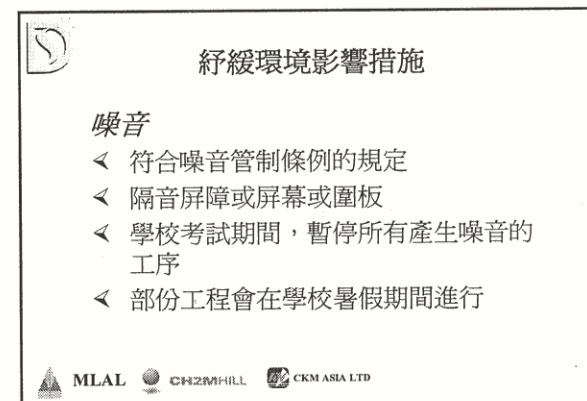 紓緩環境影響措施
噪音
符合噪音管制條例的規定
隔音屏障或屏幕或圍板
學校考試期間，暫停所有產生噪音的
工序
部份工程會在學校暑假期間進行
MLAL CH2MHILL CKM ASIA LTD